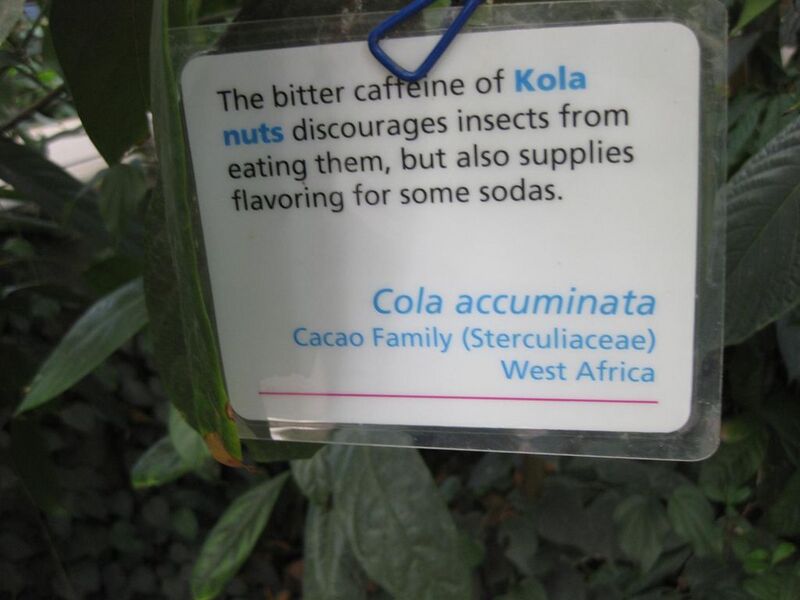 The bitter caffeine of Kola
nuts discourages insects from
eating them, but also supplies
flavoring for some sodas.
Cola accuminata
Cacao Family (Sterculiaceae)
West Africa